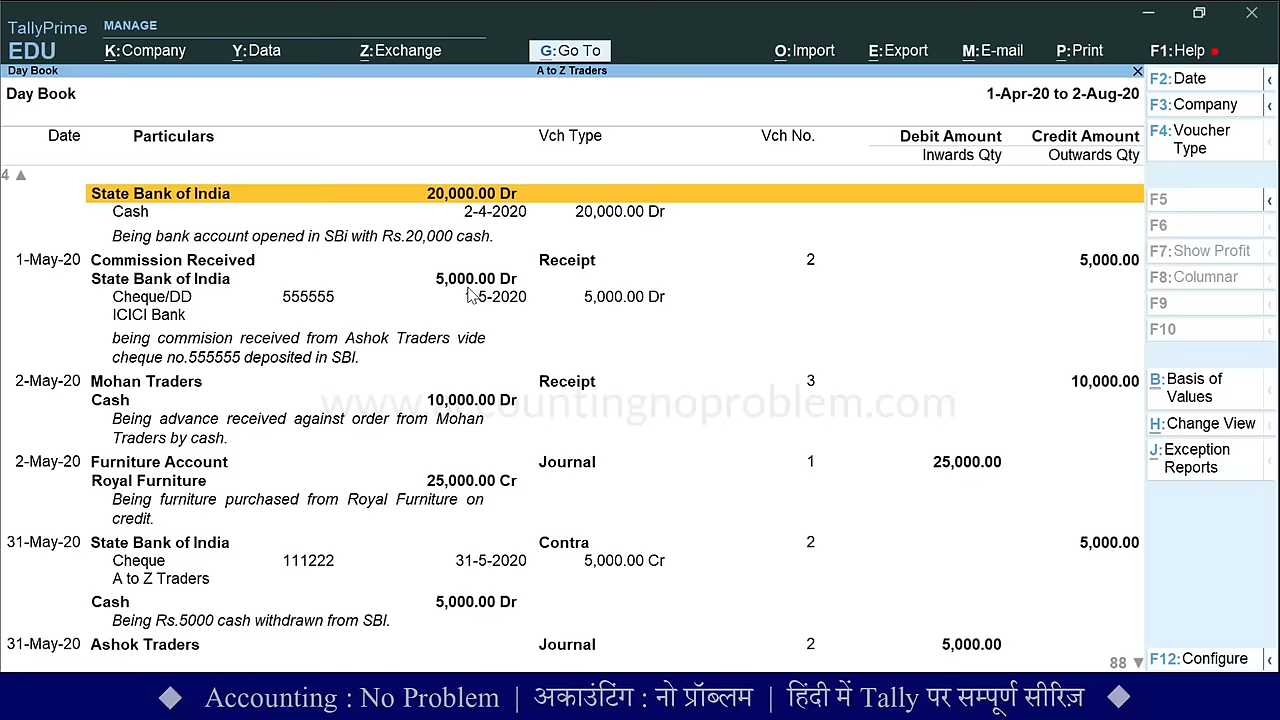 TallyPrime MANAGE
EDU K:Company Y:Data Z:Exchange G:Go To O:Import E:Export M:E-mail P:Print F1:Help
Day Book A to Z Traders
Day Book 1-Apr-20 to 2-Aug-20
Date Particulars Vch Type Vch No. Debit Amount Credit Amount
Inwards Qty Outwards Qty
4 ▲
State Bank of India 20,000.00 Dr
Cash 2-4-2020 20,000.00 Dr
Being bank account opened in SBi with Rs.20,000 cash.
1-May-20 Commission Received Receipt 2 5,000.00
State Bank of India 5,000.00 Dr
Cheque/DD 555555 5-2020 5,000.00 Dr
ICICI Bank
being commision received from Ashok Traders vide
cheque no.555555 deposited in SBI.
2-May-20 Mohan Traders Receipt 3 10,000.00
Cash 10,000.00 Dr
Being advance received against order from Mohan
Traders by cash.
2-May-20 Furniture Account Journal 1 25,000.00
Royal Furniture 25,000.00 Cr
Being furniture purchased from Royal Furniture on
credit.
31-May-20 State Bank of India Contra 2 5,000.00
Cheque 111222 31-5-2020 5,000.00 Cr
A to Z Traders
Cash 5,000.00 Dr
Being Rs.5000 cash withdrawn from SBI.
31-May-20 Ashok Traders Journal 2 5,000.00
88 ▼
F2:Date
F3:Company
F4:Voucher
Type
F5
F6
F7:Show Profit
F8:Columnar
F9
F10
B:Basis of
Values
H:Change View
J:Exception
Reports
F12:Configure
Accounting : No Problem | अकाउंटिंग : नो प्रॉब्लम | हिंदी में Tally पर सम्पूर्ण सीरिज़